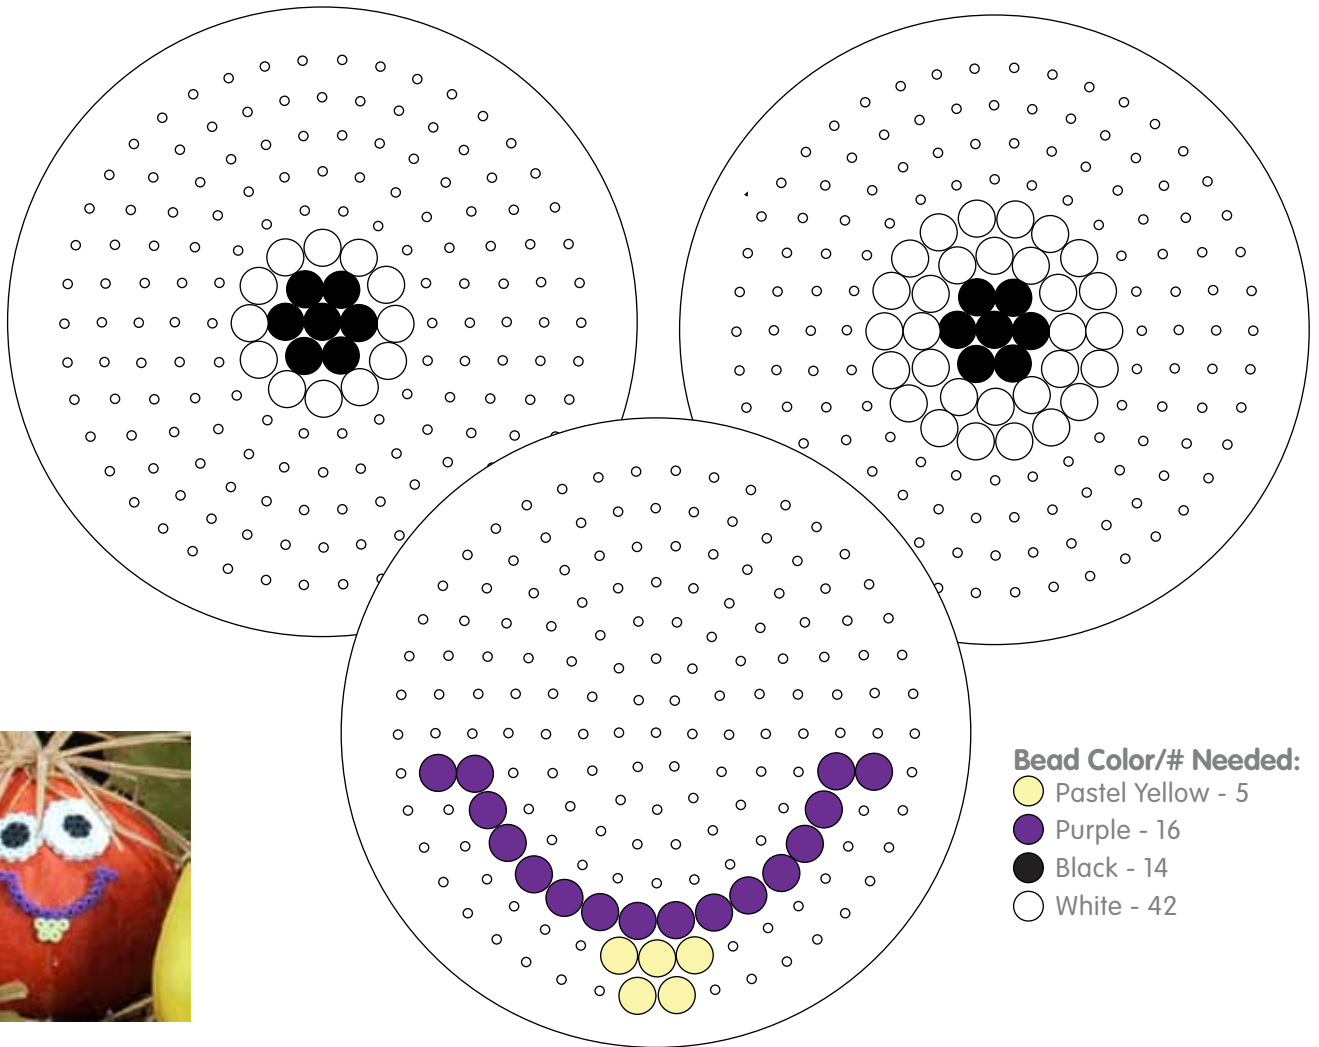 Bead Color/# Needed:
Pastel Yellow - 5
Purple - 16
Black - 14
White - 42